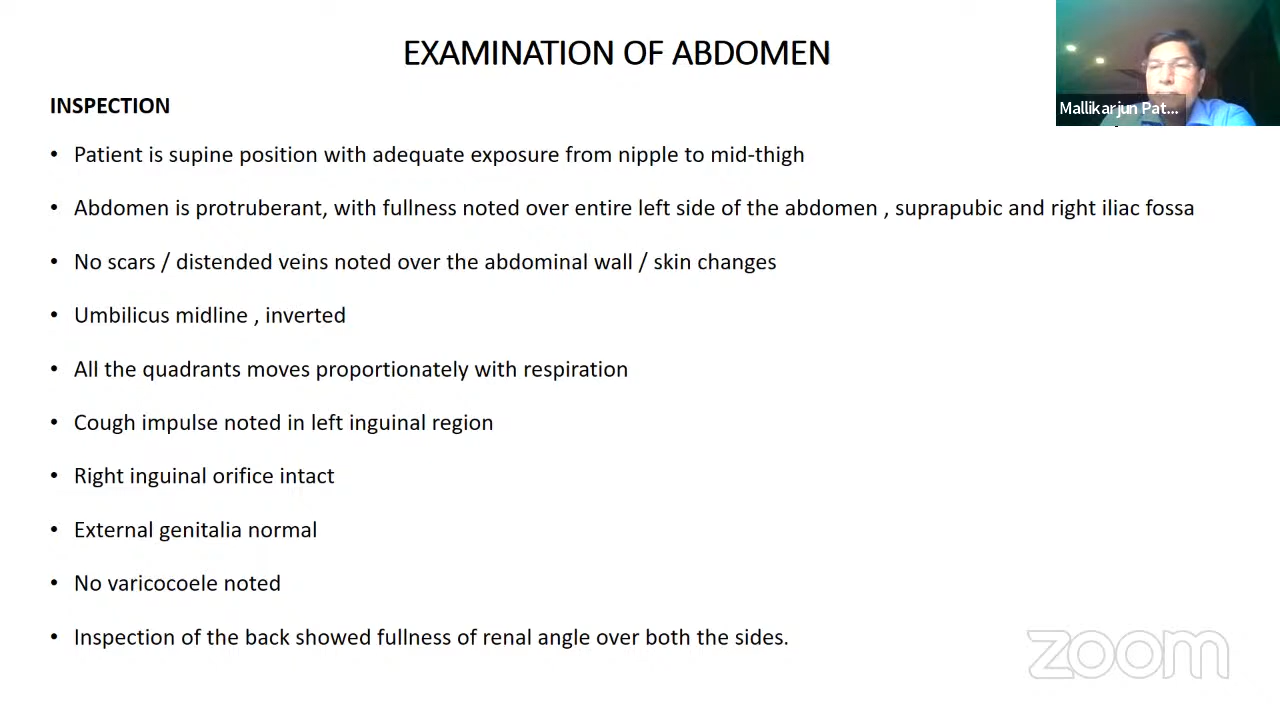 EXAMINATION OF ABDOMEN
Mallikarjun Pat...
INSPECTION
• Patient is supine position with adequate exposure from nipple to mid-thigh
• Abdomen is protruberant, with fullness noted over entire left side of the abdomen , suprapubic and right iliac fossa
• No scars / distended veins noted over the abdominal wall / skin changes
• Umbilicus midline , inverted
• All the quadrants moves proportionately with respiration
• Cough impulse noted in left inguinal region
• Right inguinal orifice intact
• External genitalia normal
• No varicocoele noted
• Inspection of the back showed fullness of renal angle over both the sides.
zoom